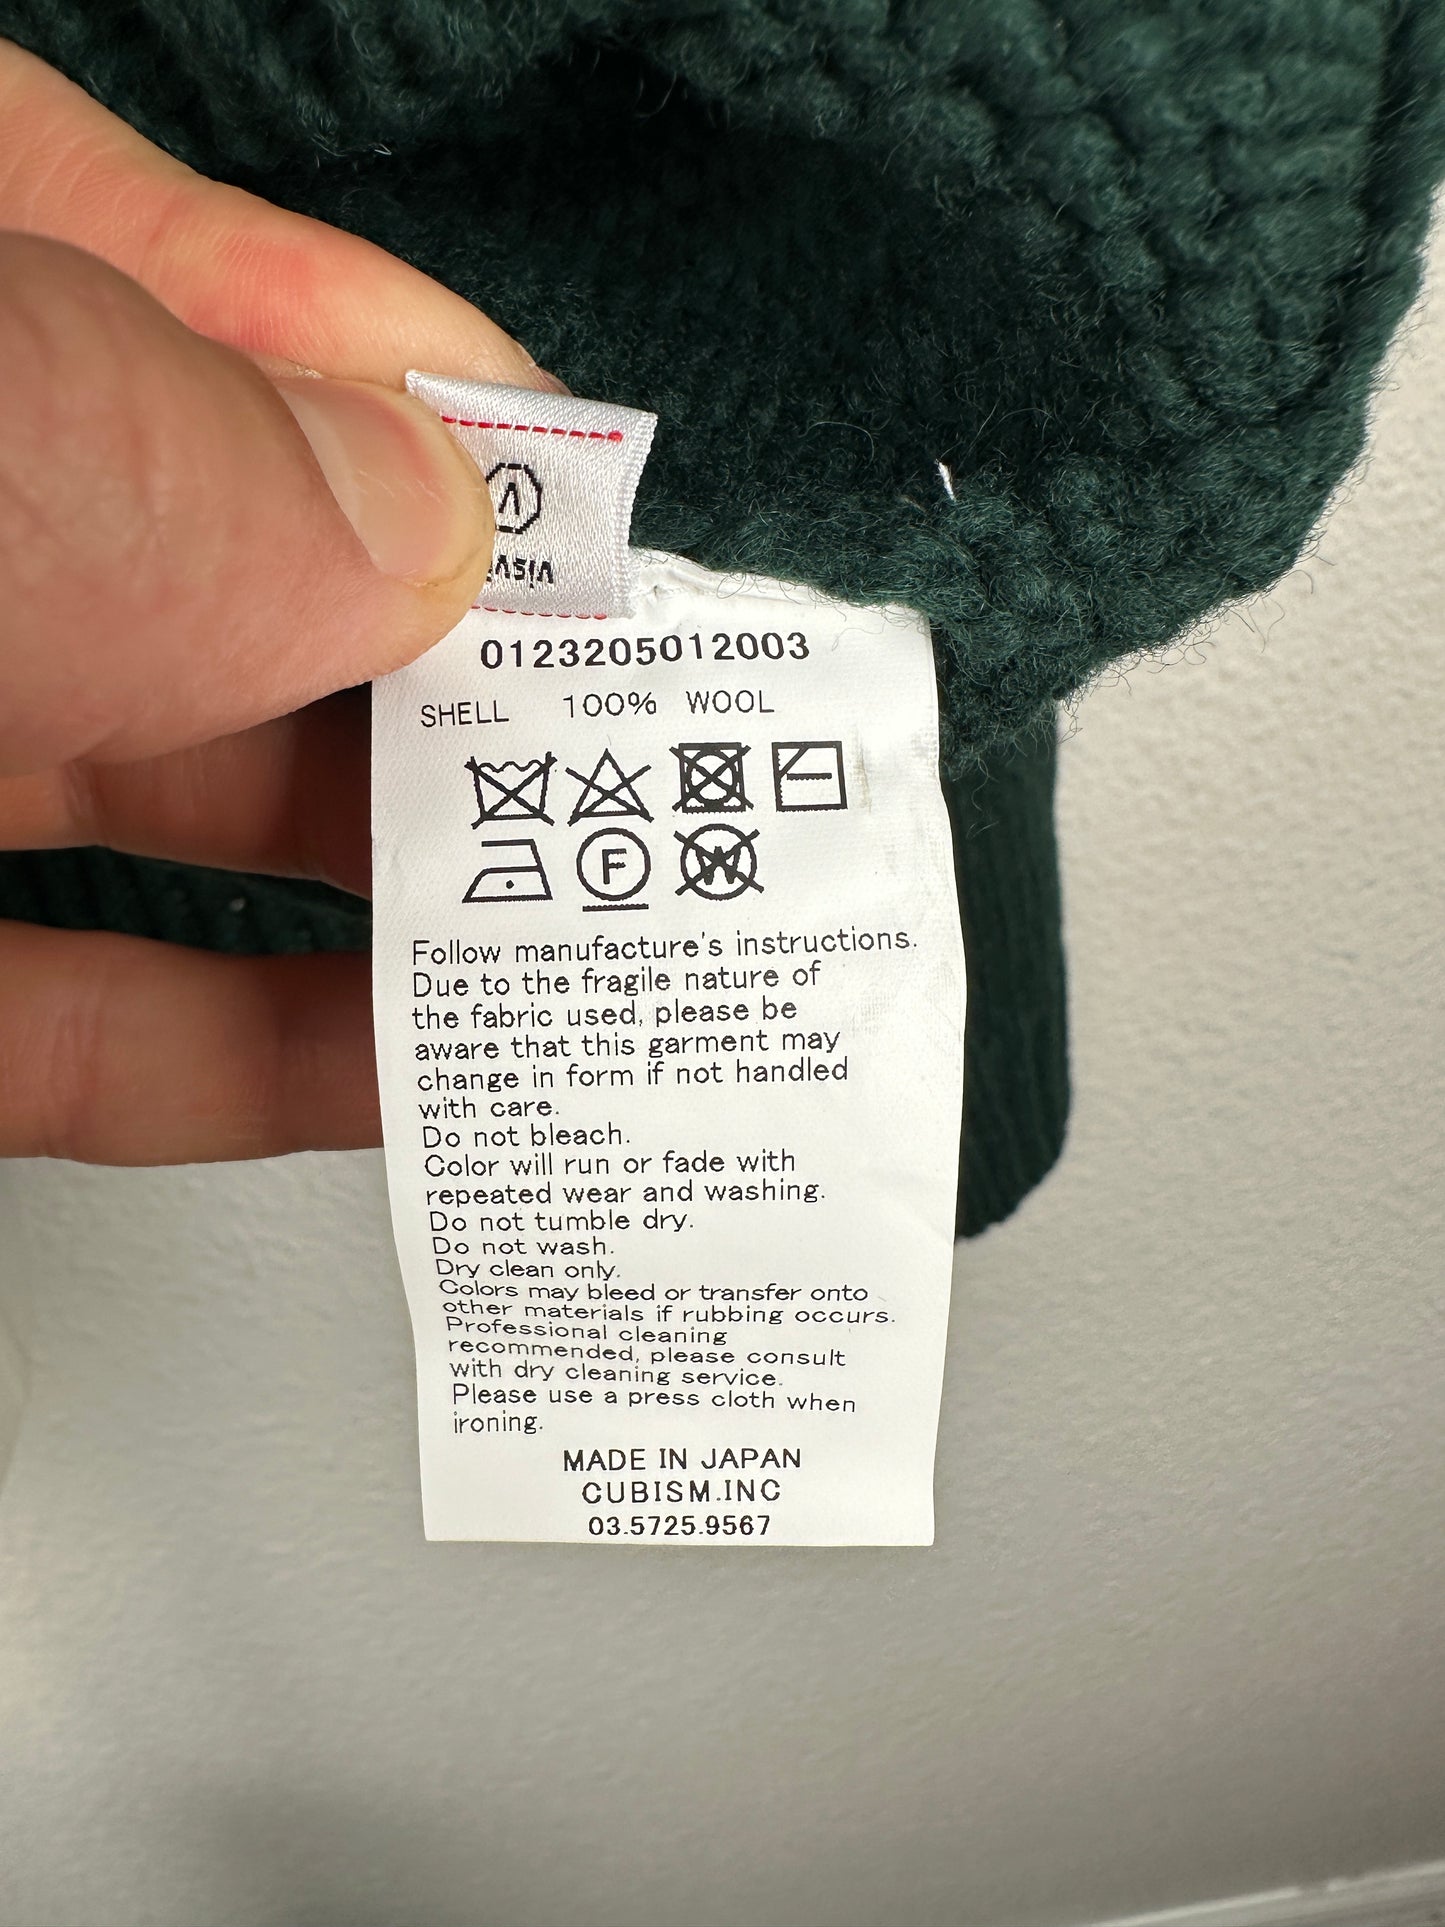 0123205012003
SHELL 100% WOOL
F
W
Follow manufacture's instructions.
Due to the fragile nature of
the fabric used, please be
aware that this garment may
change in form if not handled
with care.
Do not bleach.
Color will run or fade with
repeated wear and washing.
Do not tumble dry.
Do not wash.
Dry clean only.
Colors may bleed or transfer onto
other materials if rubbing occurs.
Professional cleaning
recommended, please consult
with dry cleaning service.
Please use a press cloth when
ironing.
MADE IN JAPAN
CUBISM.INC
03.5725.9567